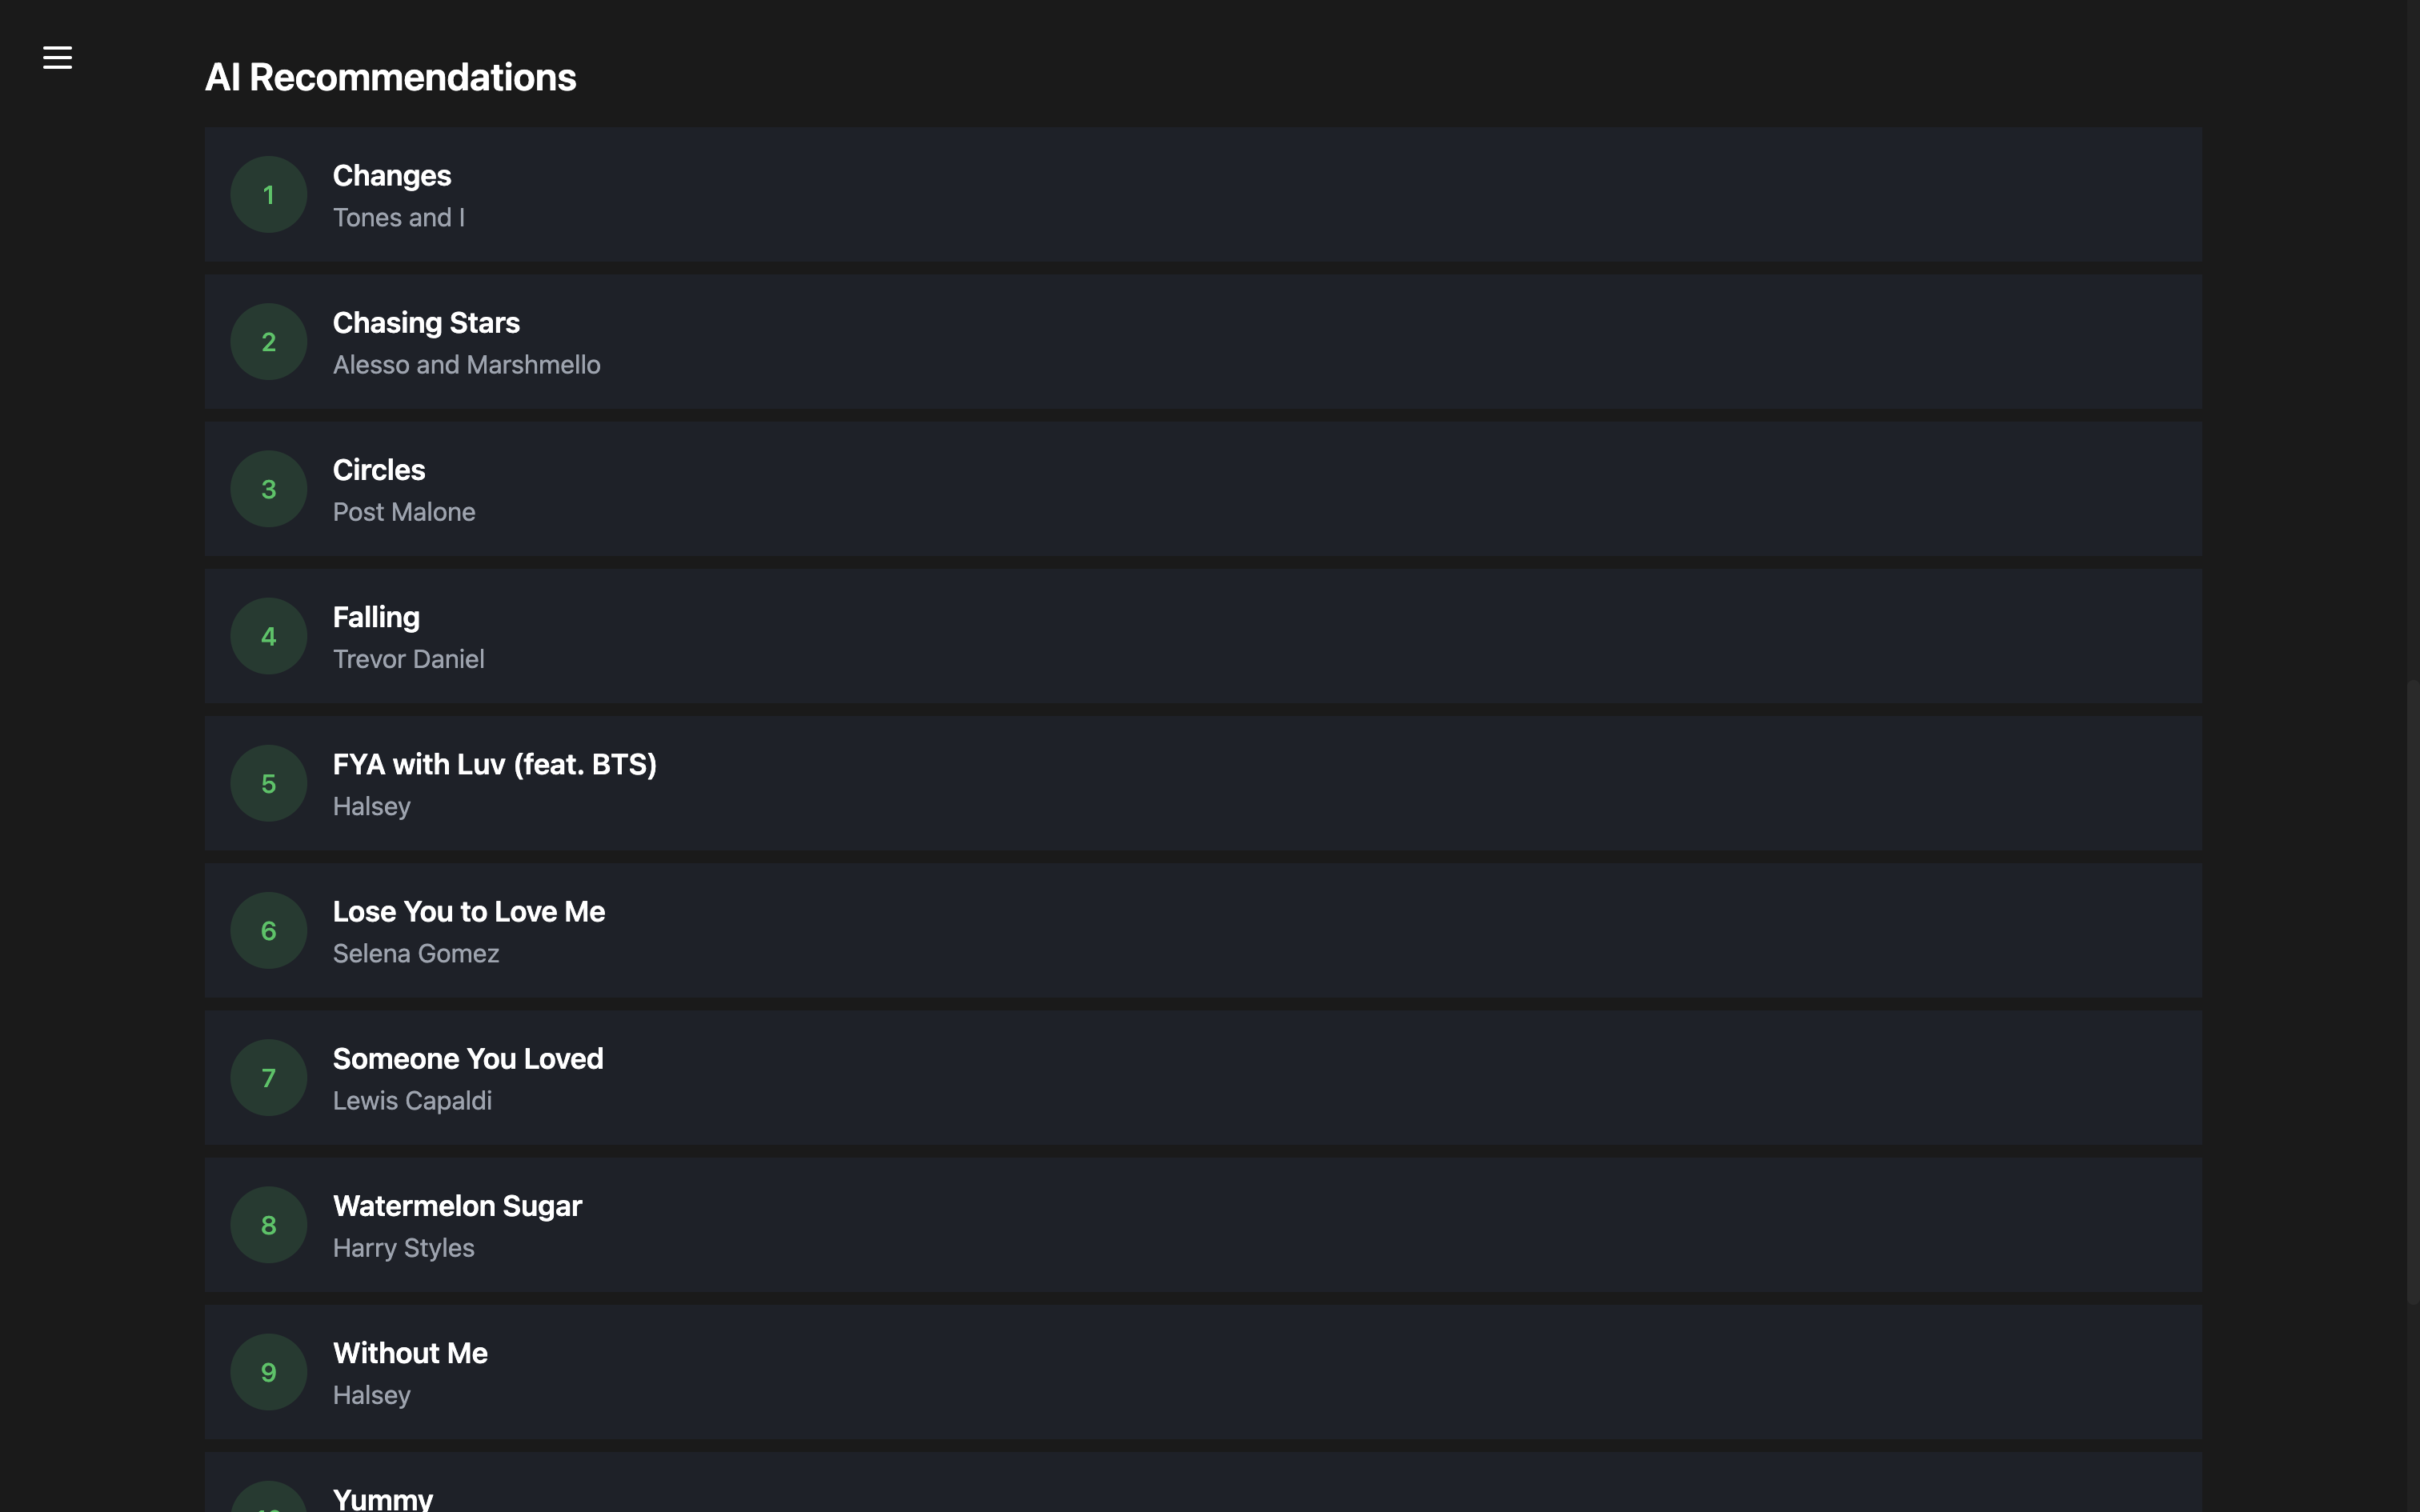 AI Recommendations
1
Changes
Tones and I
2
Chasing Stars
Alesso and Marshmello
3
Circles
Post Malone
4
Falling
Trevor Daniel
5
FYA with Luv (feat. BTS)
Halsey
6
Lose You to Love Me
Selena Gomez
7
Someone You Loved
Lewis Capaldi
8
Watermelon Sugar
Harry Styles
9
Without Me
Halsey
Yummy